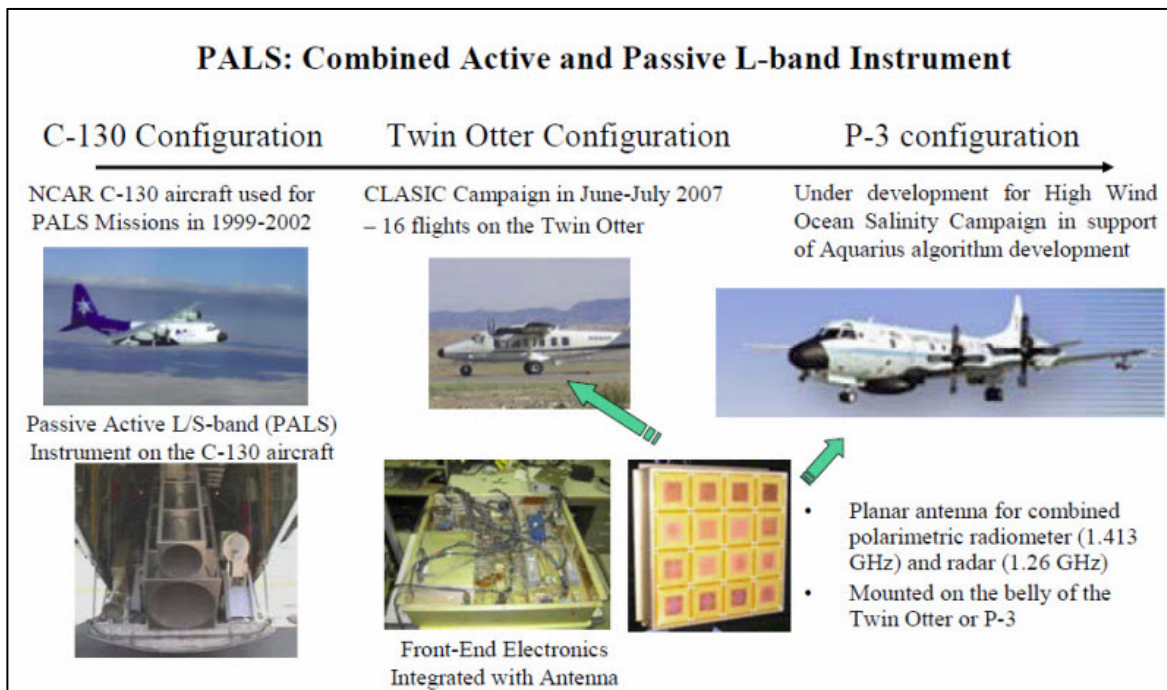 PALS: Combined Active and Passive L-band Instrument
C-130 Configuration
Twin Otter Configuration
P-3 configuration
NCAR C-130 aircraft used for
PALS Missions in 1999-2002
CLASIC Campaign in June-July 2007
– 16 flights on the Twin Otter
Under development for High Wind
Ocean Salinity Campaign in support
of Aquarius algorithm development
Passive Active L/S-band (PALS)
Instrument on the C-130 aircraft
Front-End Electronics
Integrated with Antenna
• Planar antenna for combined
polarimetric radiometer (1.413
GHz) and radar (1.26 GHz)
• Mounted on the belly of the
Twin Otter or P-3